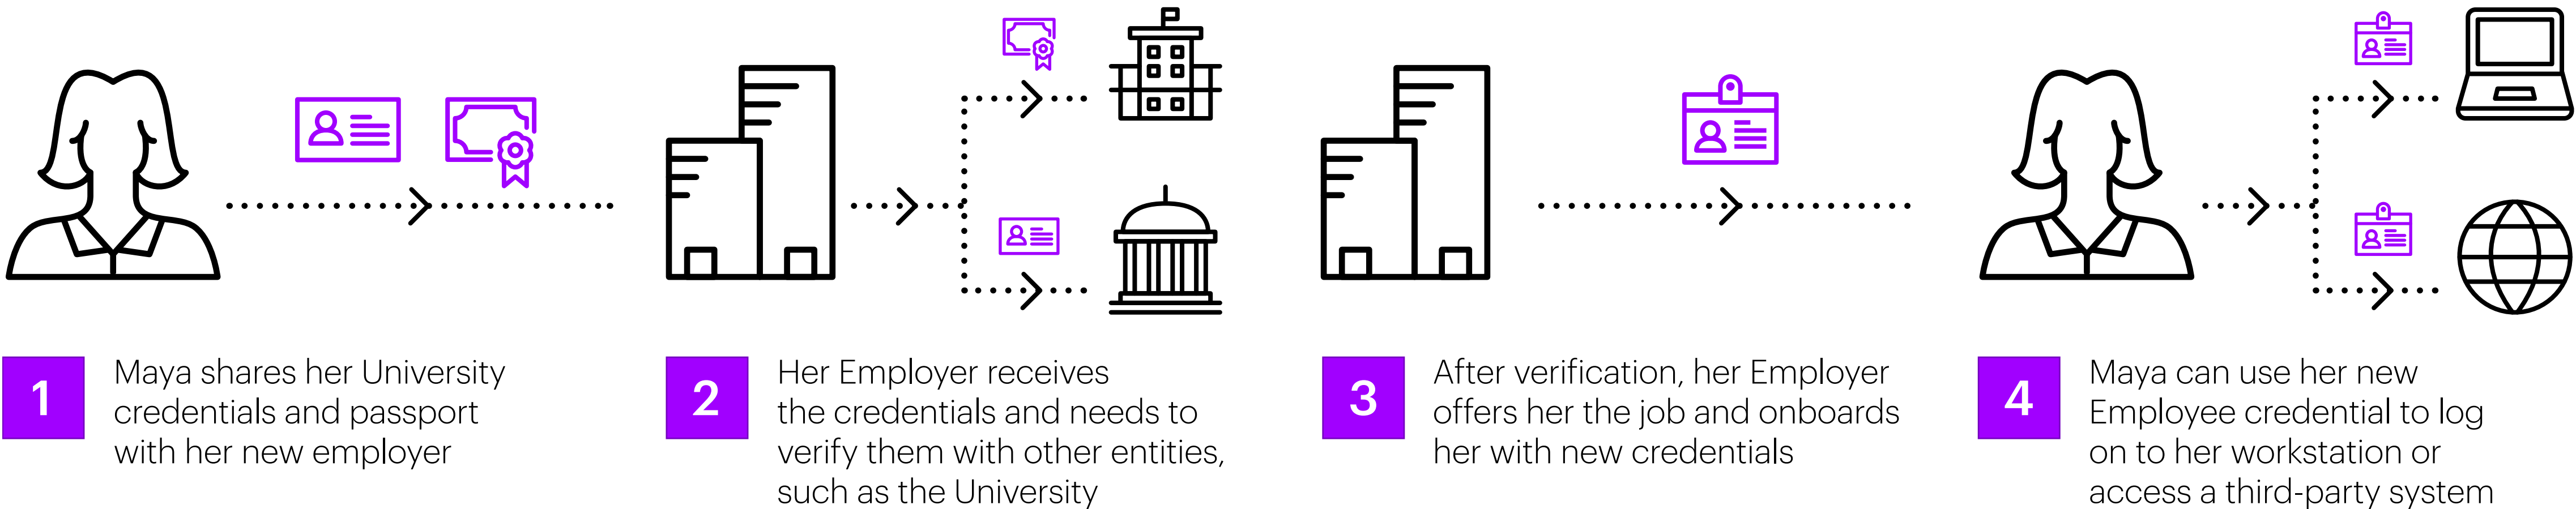 1
Maya shares her University
credentials and passport
with her new employer
2
Her Employer receives
the credentials and needs to
verify them with other entities,
such as the University
3
After verification, her Employer
offers her the job and onboards
her with new credentials
4
Maya can use her new
Employee credential to log
on to her workstation or
access a third-party system